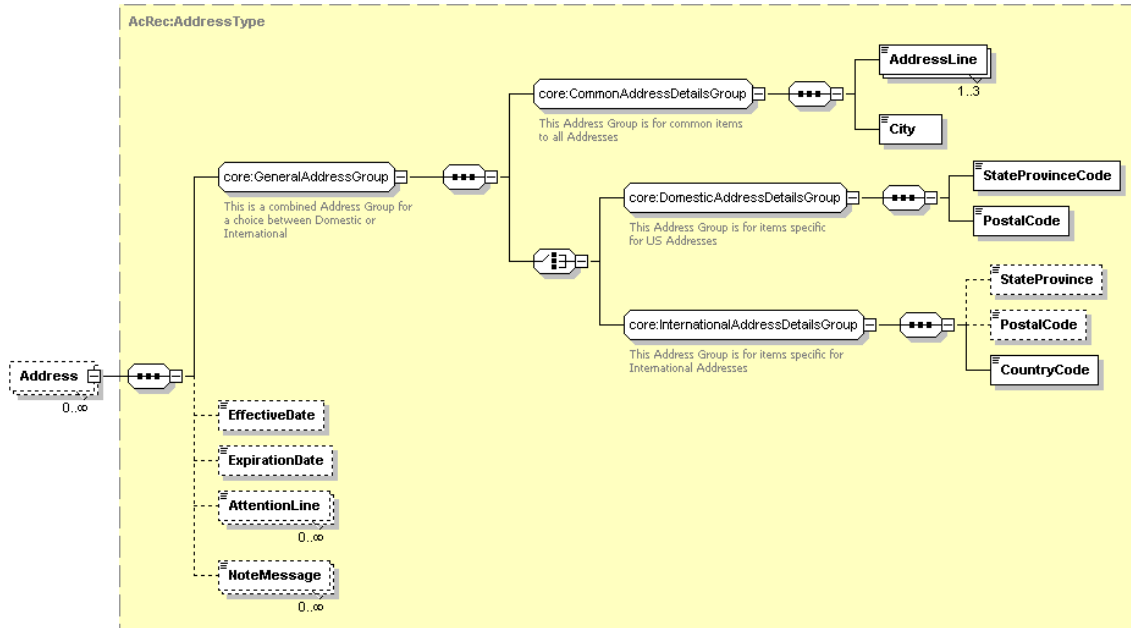 AcRec:AddressType
AddressLine
1..3
core:CommonAddressDetailsGroup
This Address Group is for common items
to all Addresses
City
core:GeneralAddressGroup
This is a combined Address Group for
a choice between Domestic or
International
core:DomesticAddressDetailsGroup
This Address Group is for items specific
for US Addresses
StateProvinceCode
PostalCode
core:InternationalAddressDetailsGroup
This Address Group is for items specific for
International Addresses
StateProvince
PostalCode
CountryCode
Address
0..∞
EffectiveDate
ExpirationDate
AttentionLine
0..∞
NoteMessage
0..∞